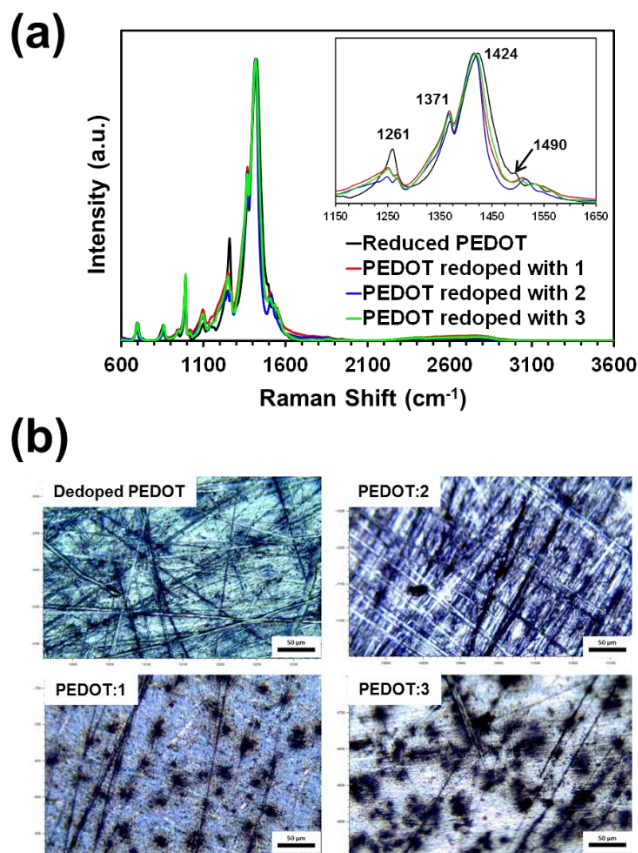 (a)
Intensity (a.u.)
1424
1371
1261
1490
1150 1250 1350 1450 1550 1650
Reduced PEDOT
PEDOT redoped with 1
PEDOT redoped with 2
PEDOT redoped with 3
600 1100 1600 2100 2600 3100 3600
Raman Shift (cm-1)
(b)
Dedoped PEDOT
50 µm
PEDOT:2
50 µm
PEDOT:1
50 µm
PEDOT:3
50 µm